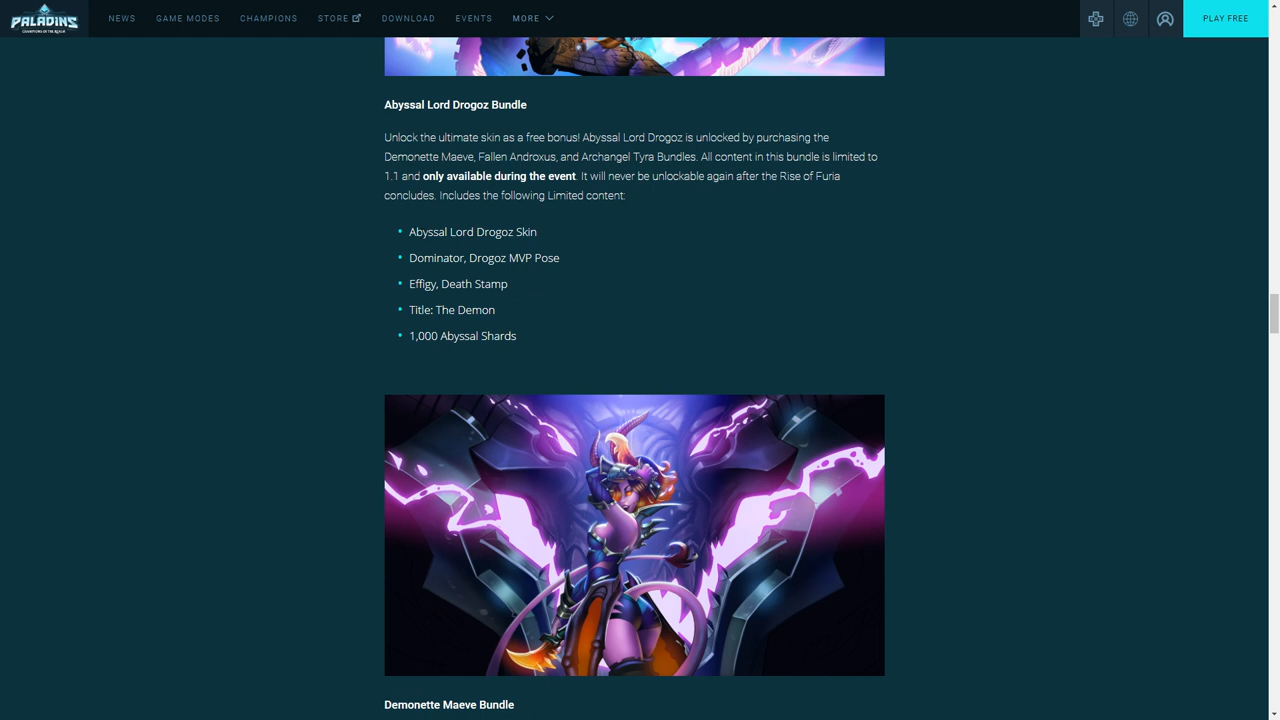 PALADINS
CHAMPIONS OF THE REALM
NEWS
GAME MODES
CHAMPIONS
STORE
DOWNLOAD
EVENTS
MORE
PLAY FREE
Abyssal Lord Drogoz Bundle
Unlock the ultimate skin as a free bonus! Abyssal Lord Drogoz is unlocked by purchasing the
Demonette Maeve, Fallen Androxus, and Archangel Tyra Bundles. All content in this bundle is limited to
1.1 and only available during the event. It will never be unlockable again after the Rise of Furia
concludes. Includes the following Limited content:
• Abyssal Lord Drogoz Skin
• Dominator, Drogoz MVP Pose
• Effigy, Death Stamp
• Title: The Demon
• 1,000 Abyssal Shards
Demonette Maeve Bundle